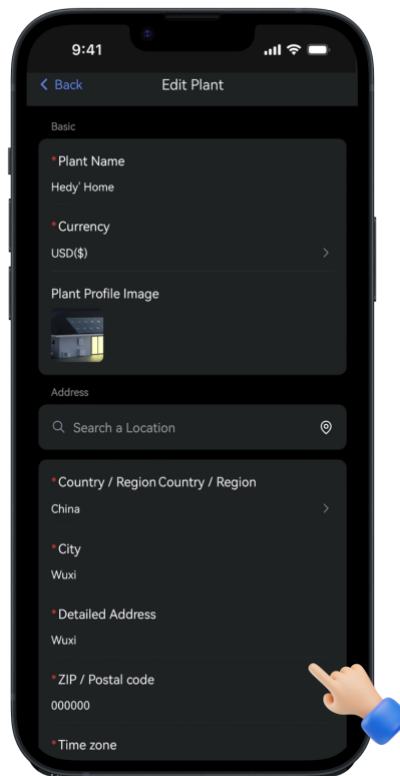 9:41
Back
Edit Plant
Basic
*Plant Name
Hedy' Home
*Currency
USD($)
Plant Profile Image
Address
Search a Location
*Country / Region Country / Region
China
*City
Wuxi
*Detailed Address
Wuxi
*ZIP / Postal code
000000
*Time zone